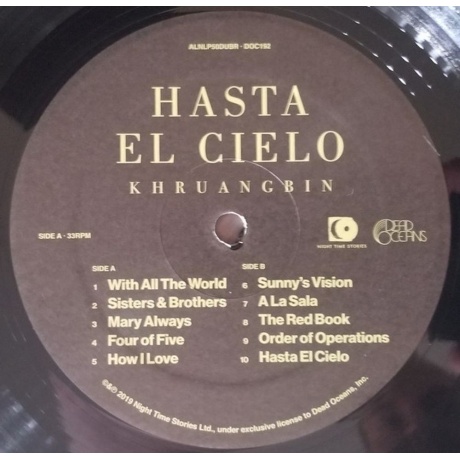 ALNLP50DUBR - DOC192
HASTA
EL CIELO
KHRUANGBIN
SIDE A - 33RPM
NIGHT TIME STORIES
DEAD
OCEANS
SIDE A
1 With All The World
2 Sisters & Brothers
3 Mary Always
4 Four of Five
5 How I Love
SIDE B
6 Sunny's Vision
7 A La Sala
8 The Red Book
9 Order of Operations
10 Hasta El Cielo
©&℗ 2019 Night Time Stories Ltd., under exclusive license to Dead Oceans, Inc.